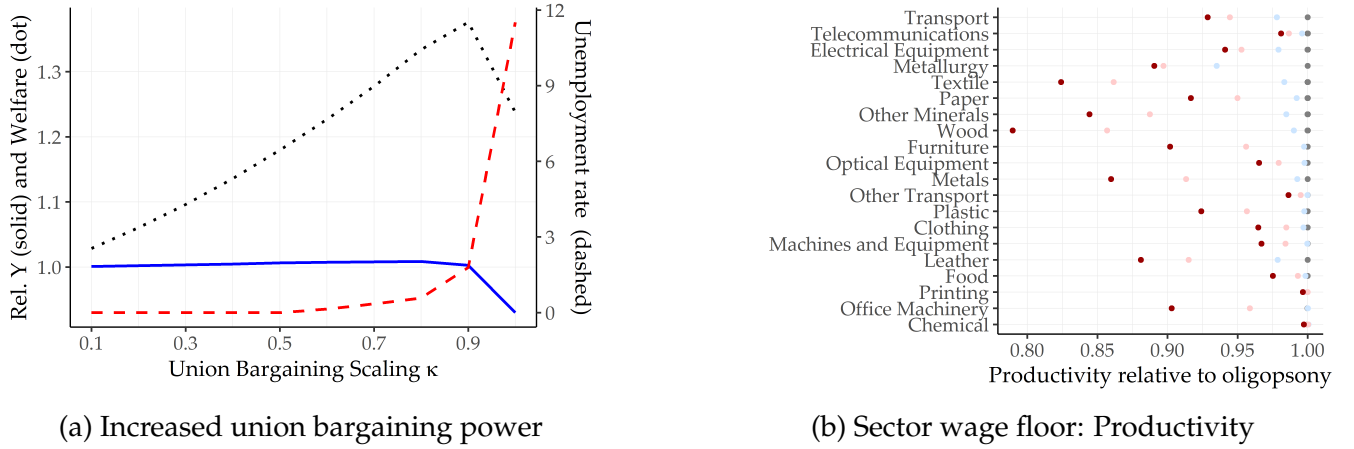 Rel. Y (solid) and Welfare (dot)
1.3
1.2
1.1
1.0
12
9
6
3
0
Unemployment rate (dashed)
0.1 0.3 0.5 0.7 0.9
Union Bargaining Scaling κ
(a) Increased union bargaining power
Transport
Telecommunications
Electrical Equipment
Metallurgy
Textile
Paper
Other Minerals
Wood
Furniture
Optical Equipment
Metals
Other Transport
Plastic
Clothing
Machines and Equipment
Leather
Food
Printing
Office Machinery
Chemical
0.80 0.85 0.90 0.95 1.00
Productivity relative to oligopsony
(b) Sector wage floor: Productivity